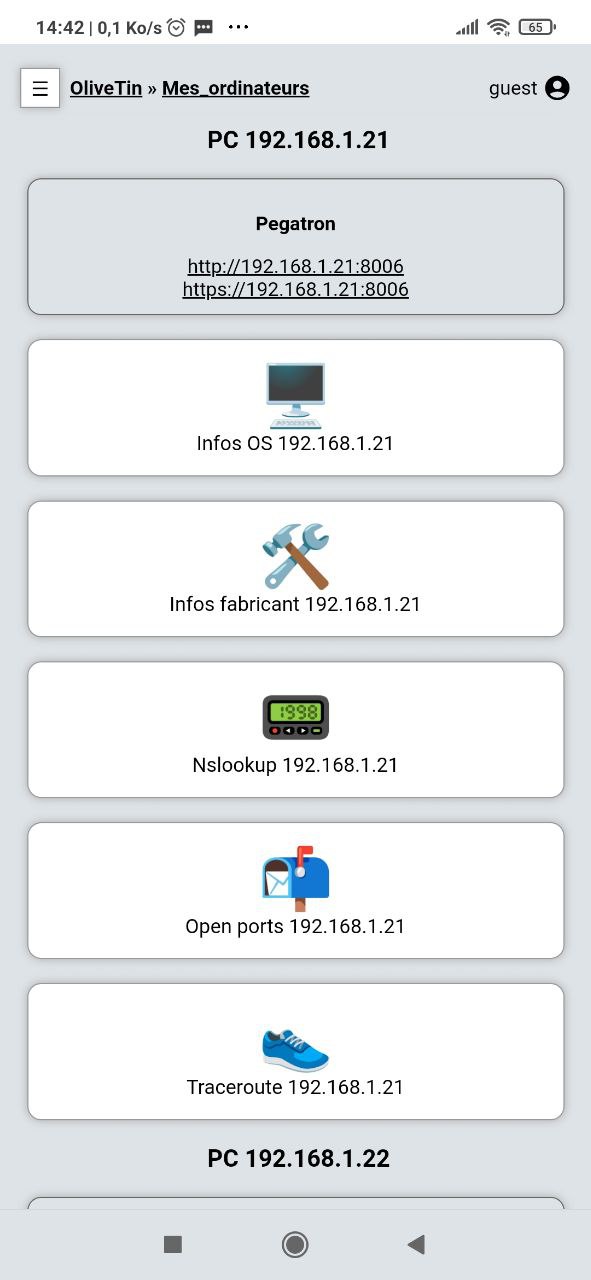 14:42 | 0,1 Ko/s
65
☰ OliveTin » Mes_ordinateurs guest
PC 192.168.1.21
Pegatron
http://192.168.1.21:8006
https://192.168.1.21:8006
Infos OS 192.168.1.21
Infos fabricant 192.168.1.21
1998
Nslookup 192.168.1.21
Open ports 192.168.1.21
Traceroute 192.168.1.21
PC 192.168.1.22